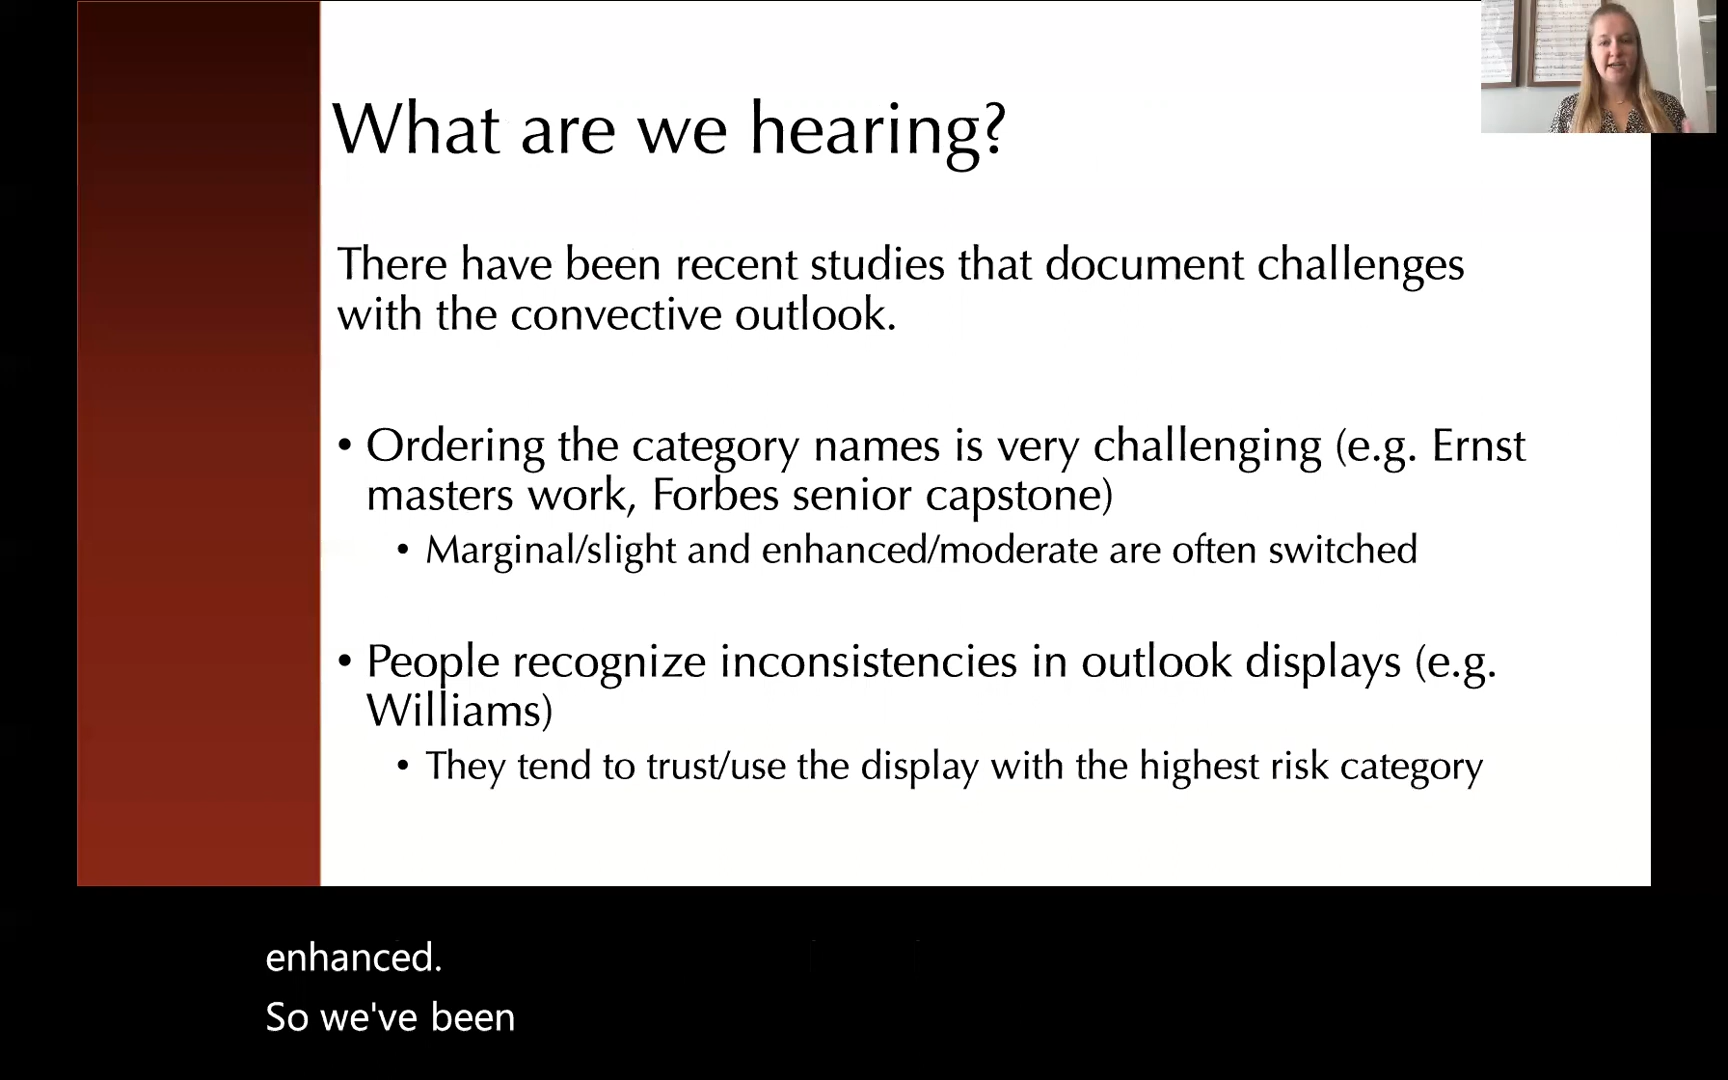 What are we hearing?
There have been recent studies that document challenges
with the convective outlook.
• Ordering the category names is very challenging (e.g. Ernst
masters work, Forbes senior capstone)
• Marginal/slight and enhanced/moderate are often switched
• People recognize inconsistencies in outlook displays (e.g.
Williams)
• They tend to trust/use the display with the highest risk category
enhanced.
So we've been